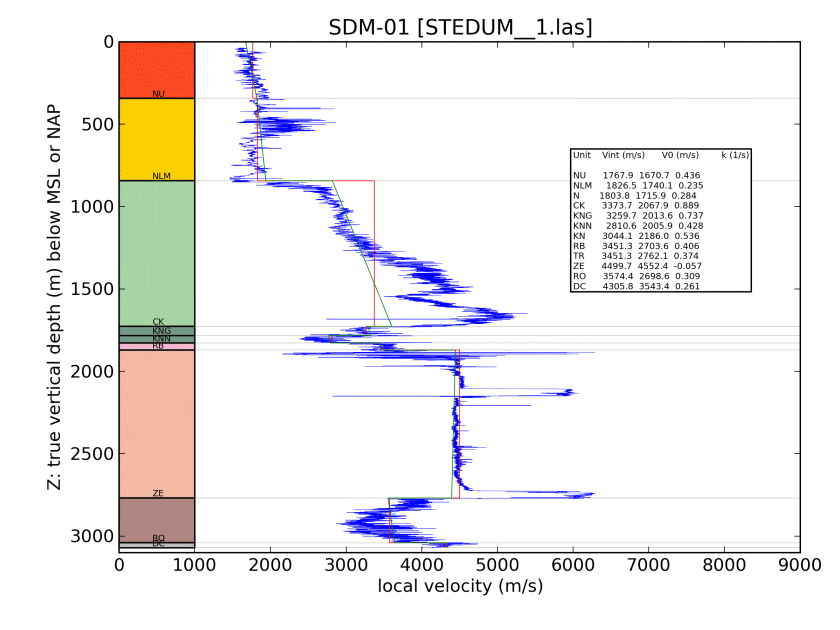 SDM-01 [STEDUM__1.las]
0
500
1000
1500
2000
2500
3000
Z: true vertical depth (m) below MSL or NAP
NU
NLM
CK
KNG
KNN
RB
ZE
RO
DC
Unit Vint (m/s) V0 (m/s) k (1/s)
NU 1767.9 1670.7 0.436
NLM 1826.5 1740.1 0.235
N 1803.8 1715.9 0.284
CK 3373.7 2067.9 0.889
KNG 3259.7 2013.6 0.737
KNN 2810.6 2005.9 0.428
KN 3044.1 2186.0 0.536
RB 3451.3 2703.6 0.406
TR 3451.3 2762.1 0.374
ZE 4499.7 4552.4 -0.057
RO 3574.4 2698.6 0.309
DC 4305.8 3543.4 0.261
0 1000 2000 3000 4000 5000 6000 7000 8000 9000
local velocity (m/s)